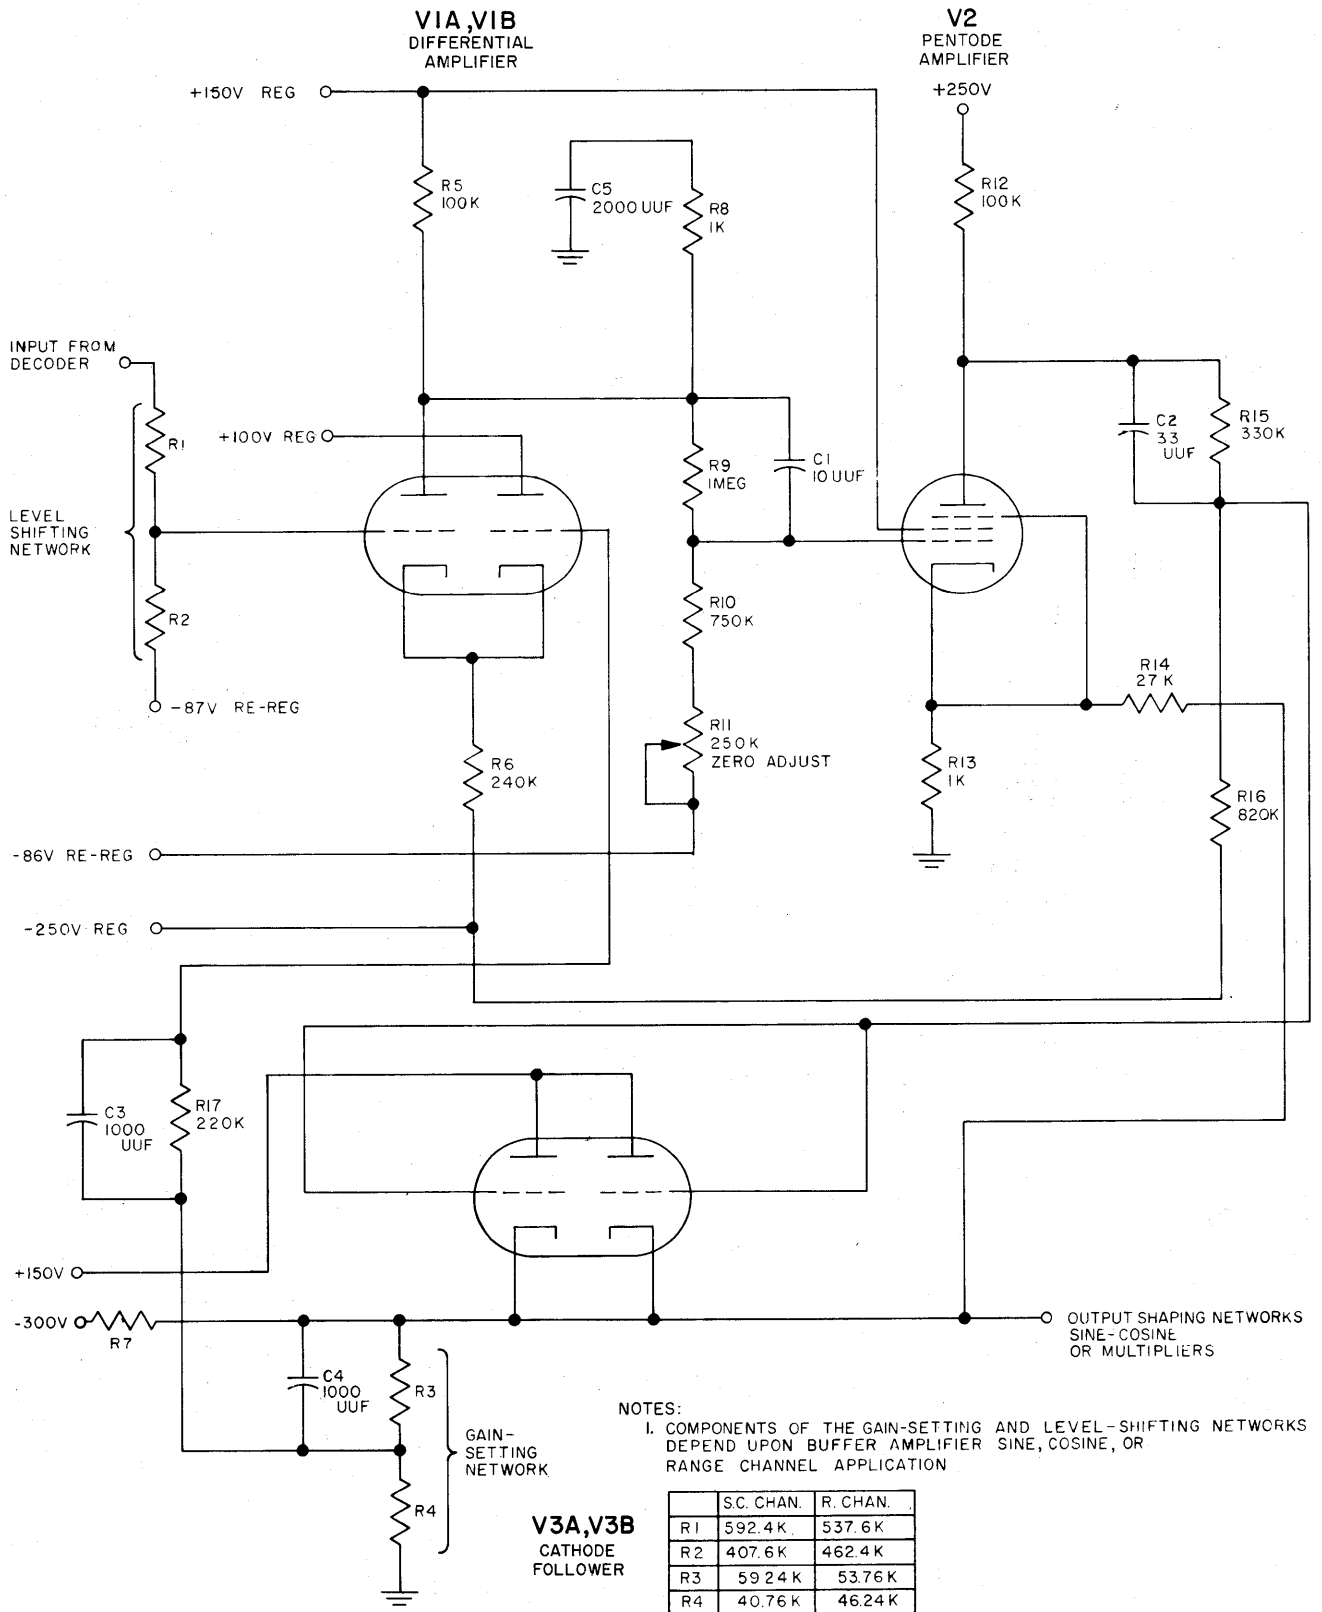 V1A,V1B
DIFFERENTIAL
AMPLIFIER
V2
PENTODE
AMPLIFIER
+250V
+150V REG
R5
100K
C5
2000 UUF
R8
1K
R12
100K
INPUT FROM
DECODER
R1
+100V REG
LEVEL
SHIFTING
NETWORK
R2
-87V RE-REG
R9
1MEG
C1
10UUF
C2
33
UUF
R15
330K
R10
750K
R14
27K
R11
250K
ZERO ADJUST
R6
240K
R13
1K
R16
820K
-86V RE-REG
-250V REG
C3
1000
UUF
R17
220K
+150V
-300V
R7
OUTPUT SHAPING NETWORKS
SINE-COSINE
OR MULTIPLIERS
C4
1000
UUF
R3
GAIN-
SETTING
NETWORK
R4
V3A,V3B
CATHODE
FOLLOWER
NOTES:
1. COMPONENTS OF THE GAIN-SETTING AND LEVEL-SHIFTING NETWORKS
DEPEND UPON BUFFER AMPLIFIER SINE, COSINE, OR
RANGE CHANNEL APPLICATION
S.C. CHAN. R. CHAN.
R1 592.4K 537.6K
R2 407.6K 462.4K
R3 59 24 K 53.76K
R4 40.76K 46.24K